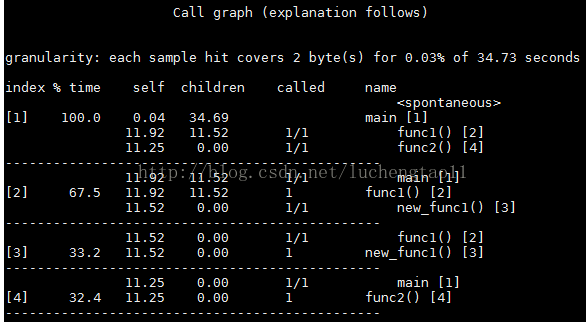 Call graph (explanation follows)
granularity: each sample hit covers 2 byte(s) for 0.03% of 34.73 seconds
index % time    self  children    called     name
                                                 <spontaneous>
[1]    100.0    0.04   34.69                 main [1]
               11.92   11.52       1/1           func1() [2]
               11.25    0.00       1/1           func2() [4]
-----------------------------------------------
               11.92   11.52       1/1           main [1]
[2]     67.5   11.92   11.52       1         func1() [2]
               11.52    0.00       1/1           new_func1() [3]
-----------------------------------------------
               11.52    0.00       1/1           func1() [2]
[3]     33.2   11.52    0.00       1         new_func1() [3]
-----------------------------------------------
               11.25    0.00       1/1           main [1]
[4]     32.4   11.25    0.00       1         func2() [4]
-----------------------------------------------
http://blog.csdn.net/luchengtao11